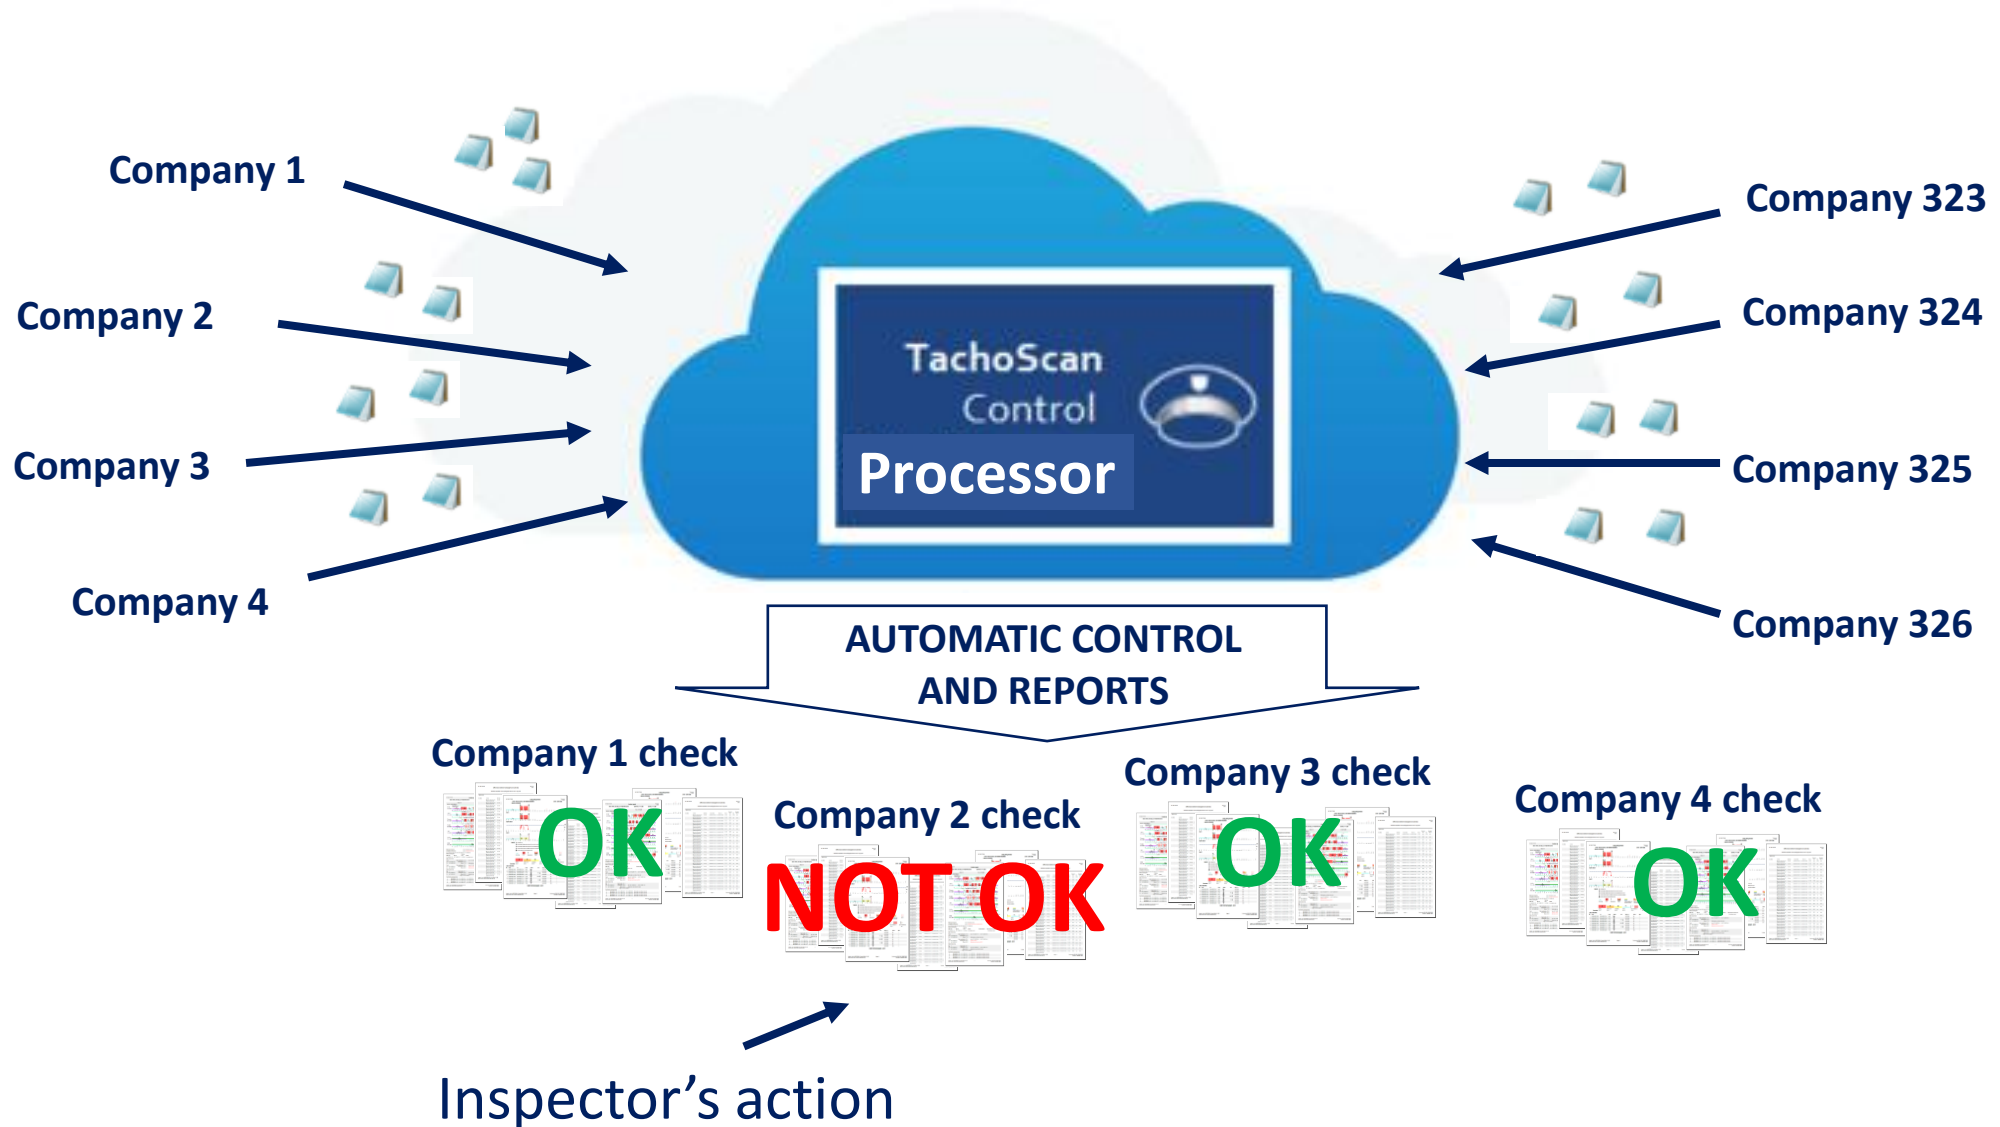 Company 1
Company 2
Company 3
Company 4
TachoScan
Control
Processor
Company 323
Company 324
Company 325
Company 326
AUTOMATIC CONTROL
AND REPORTS
Company 1 check
OK
Company 2 check
NOT OK
Company 3 check
OK
Company 4 check
OK
Inspector’s action